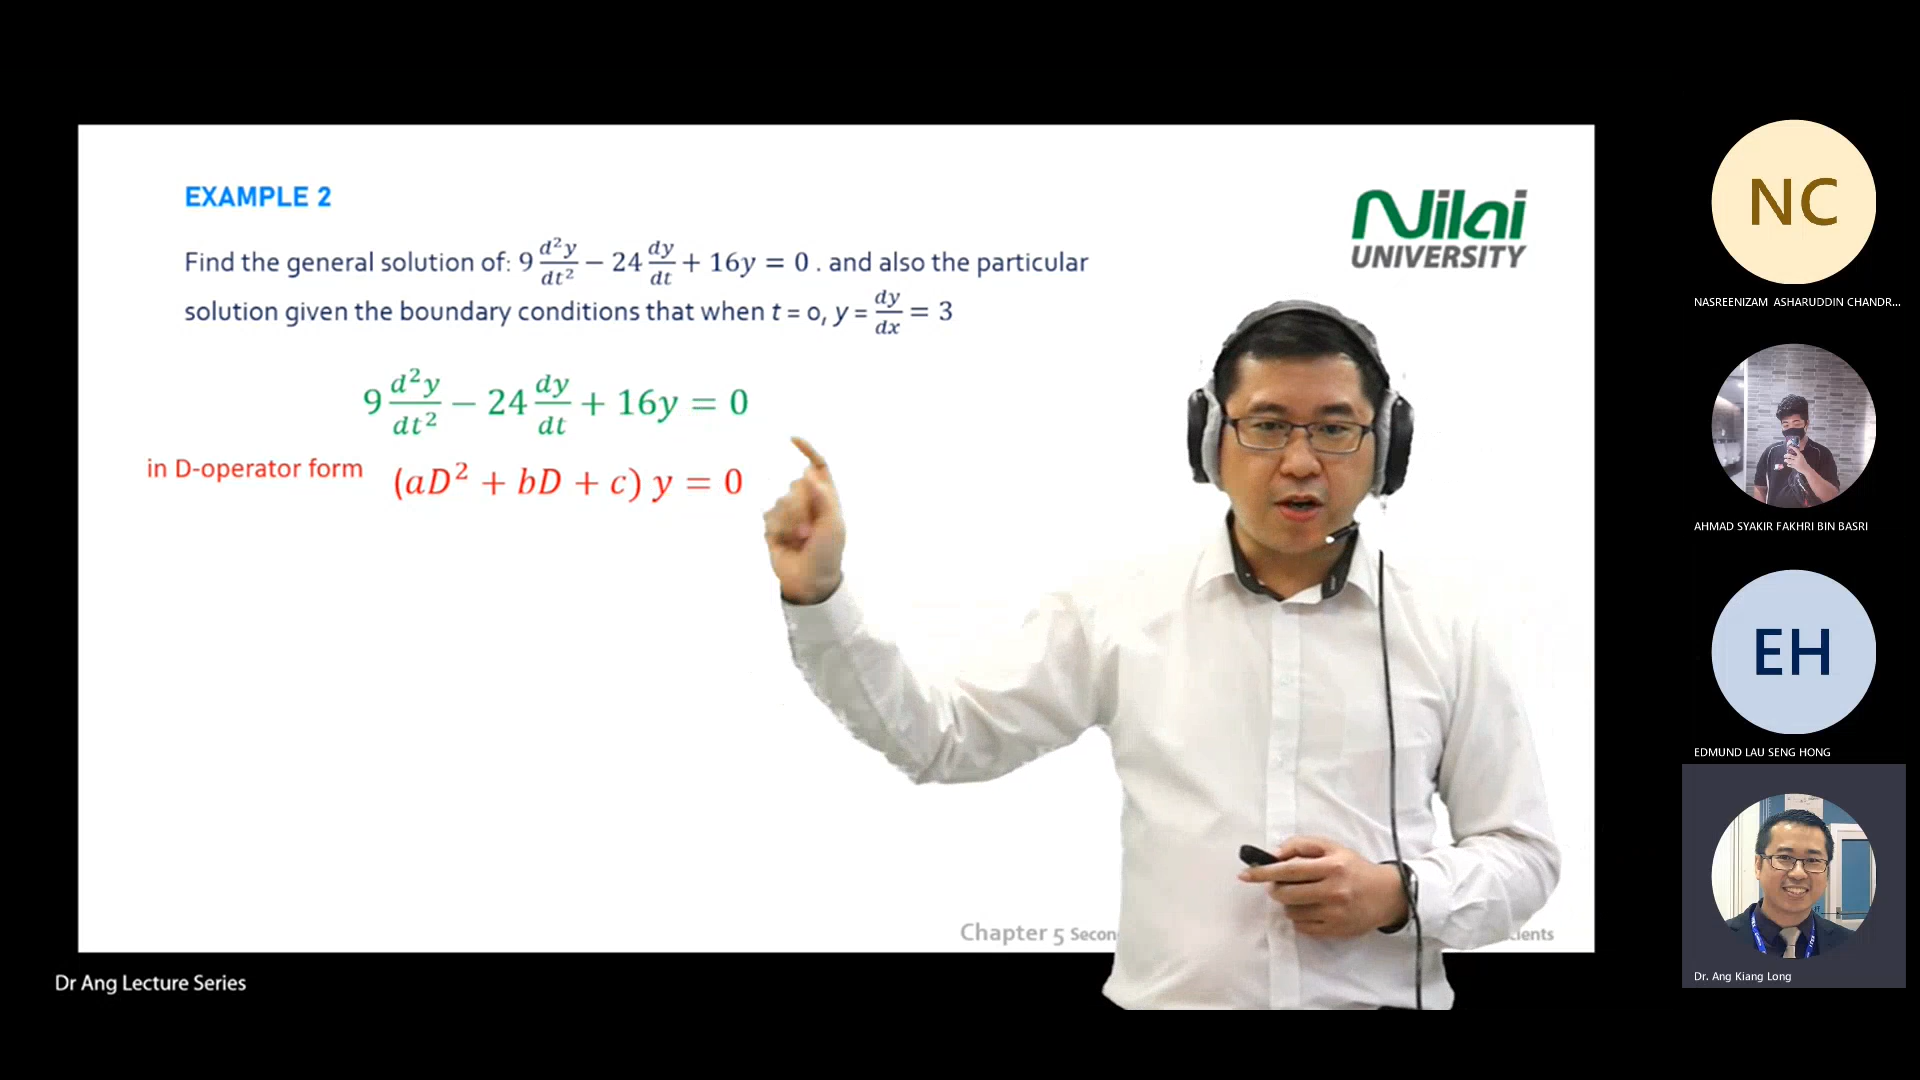 EXAMPLE 2
Nilai
UNIVERSITY
Find the general solution of: 9 d²y/dt² − 24 dy/dt + 16y = 0 . and also the particular
solution given the boundary conditions that when t = 0, y = dy/dx = 3
9 d²y/dt² − 24 dy/dt + 16y = 0
in D-operator form (aD² + bD + c) y = 0
Chapter 5 Secon
ients
Dr Ang Lecture Series
NC
NASREENIZAM ASHARUDDIN CHANDR...
AHMAD SYAKIR FAKHRI BIN BASRI
EH
EDMUND LAU SENG HONG
Dr. Ang Kiang Long